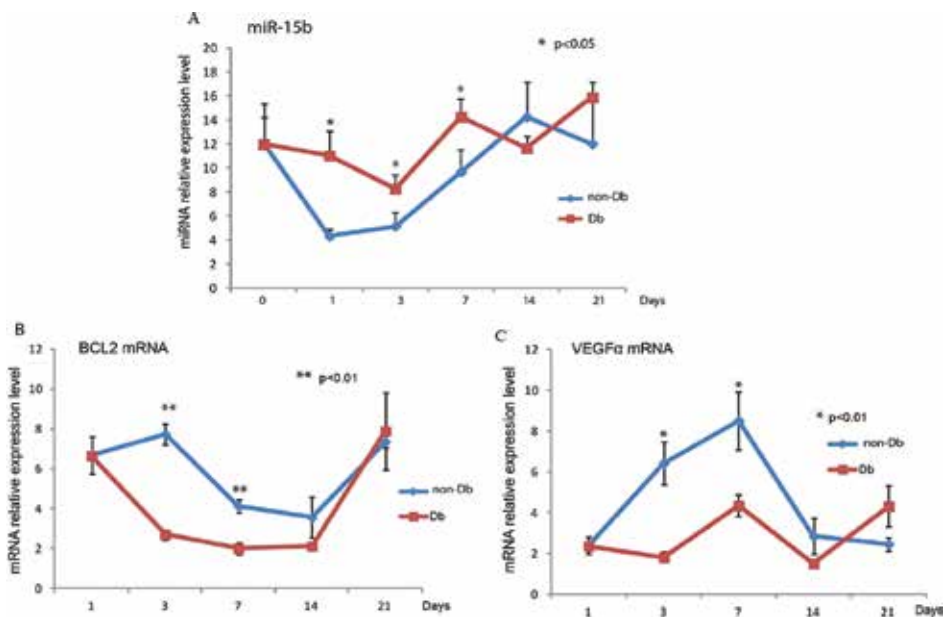 A
miR-15b
* p<0.05
miRNA relative expression level
20
18
16
14
12
10
8
6
4
2
0
*
*
*
non-Db
Db
0 1 3 7 14 21 Days
B
BCL2 mRNA
** p<0.01
mRNA relative expression level
12
10
8
6
4
2
0
**
**
non-Db
Db
1 3 7 14 21 Days
C
VEGFα mRNA
* p<0.01
mRNA relative expression level
12
10
8
6
4
2
0
*
*
non-Db
Db
1 3 7 14 21 Days